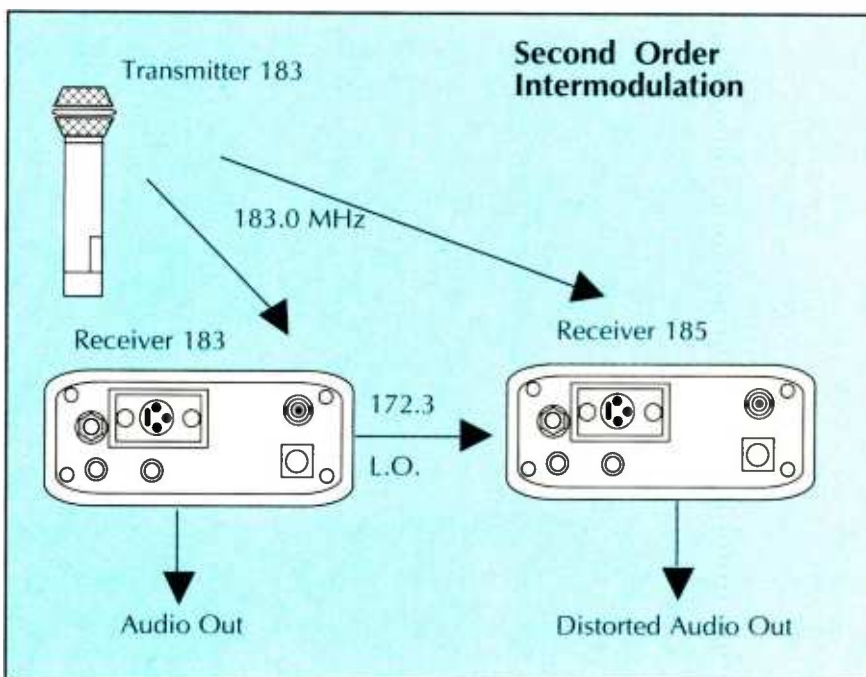 Second Order
Intermodulation
Transmitter 183
183.0 MHz
Receiver 183
Receiver 185
172.3
L.O.
Audio Out
Distorted Audio Out